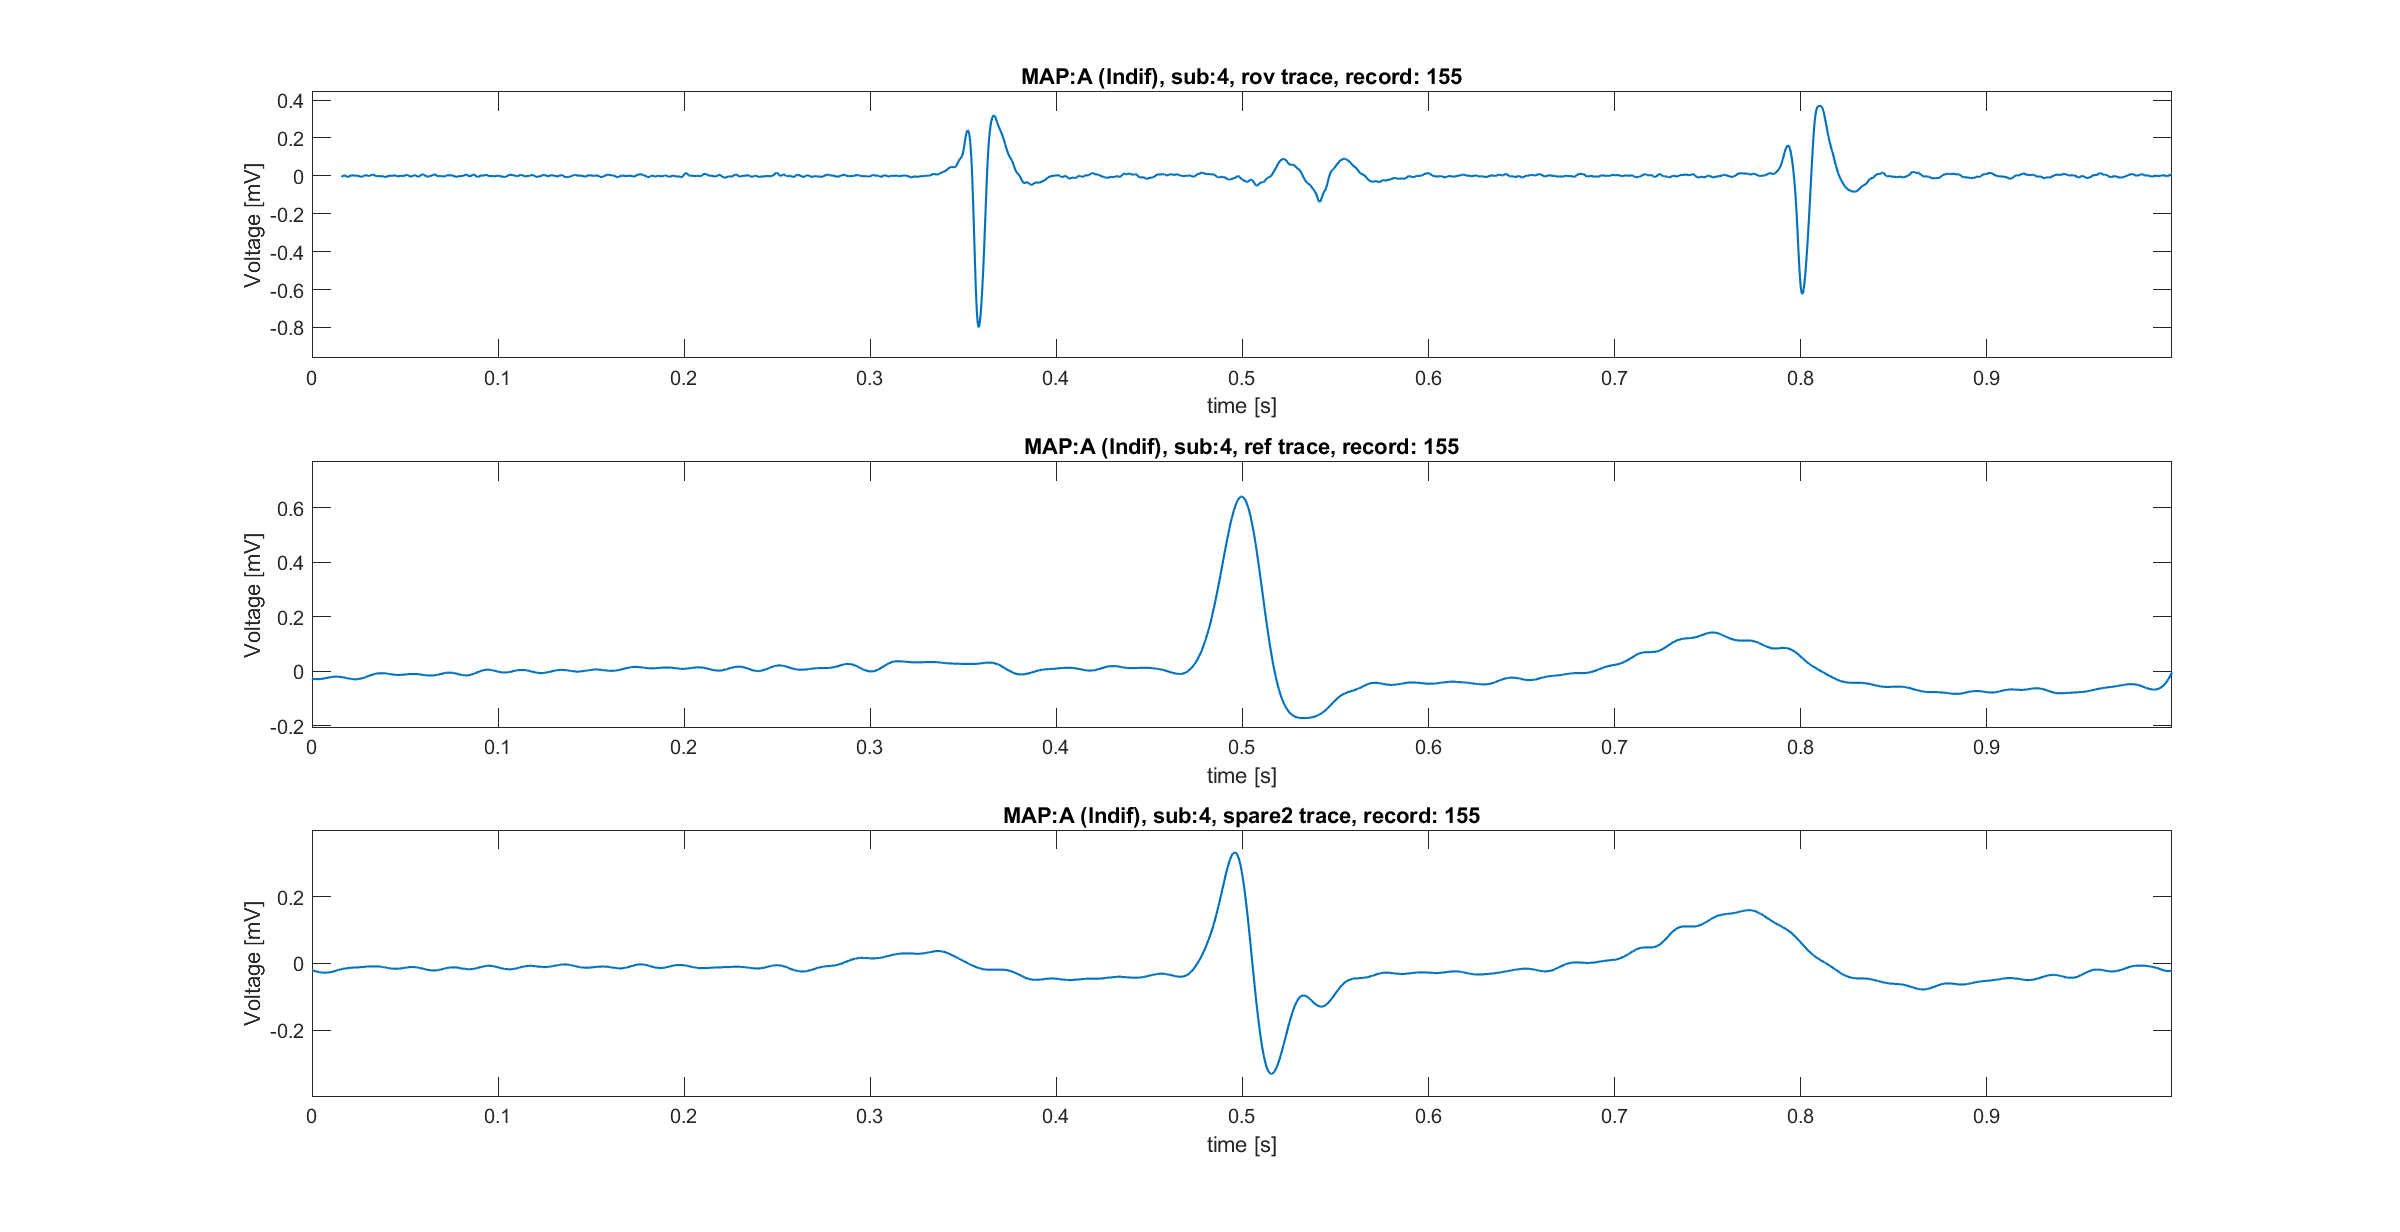 MAP:A (Indif), sub:4, rov trace, record: 155
Voltage [mV]
0.4
0.2
0
-0.2
-0.4
-0.6
-0.8
0 0.1 0.2 0.3 0.4 0.5 0.6 0.7 0.8 0.9
time [s]
MAP:A (Indif), sub:4, ref trace, record: 155
Voltage [mV]
0.6
0.4
0.2
0
-0.2
0 0.1 0.2 0.3 0.4 0.5 0.6 0.7 0.8 0.9
time [s]
MAP:A (Indif), sub:4, spare2 trace, record: 155
Voltage [mV]
0.2
0
-0.2
0 0.1 0.2 0.3 0.4 0.5 0.6 0.7 0.8 0.9
time [s]